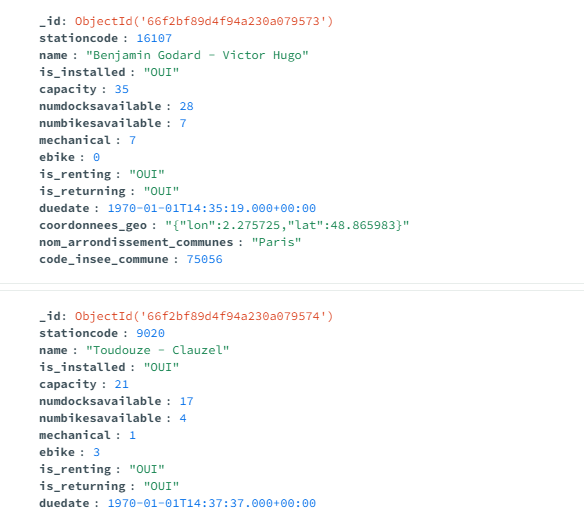 _id: ObjectId('66f2bf89d4f94a230a079573')
stationcode : 16107
name : "Benjamin Godard - Victor Hugo"
is_installed : "OUI"
capacity : 35
numdocksavailable : 28
numbikesavailable : 7
mechanical : 7
ebike : 0
is_renting : "OUI"
is_returning : "OUI"
duedate : 1970-01-01T14:35:19.000+00:00
coordonnees_geo : "{"lon":2.275725,"lat":48.865983}"
nom_arrondissement_communes : "Paris"
code_insee_commune : 75056
_id: ObjectId('66f2bf89d4f94a230a079574')
stationcode : 9020
name : "Toudouze - Clauzel"
is_installed : "OUI"
capacity : 21
numdocksavailable : 17
numbikesavailable : 4
mechanical : 1
ebike : 3
is_renting : "OUI"
is_returning : "OUI"
duedate : 1970-01-01T14:37:37.000+00:00